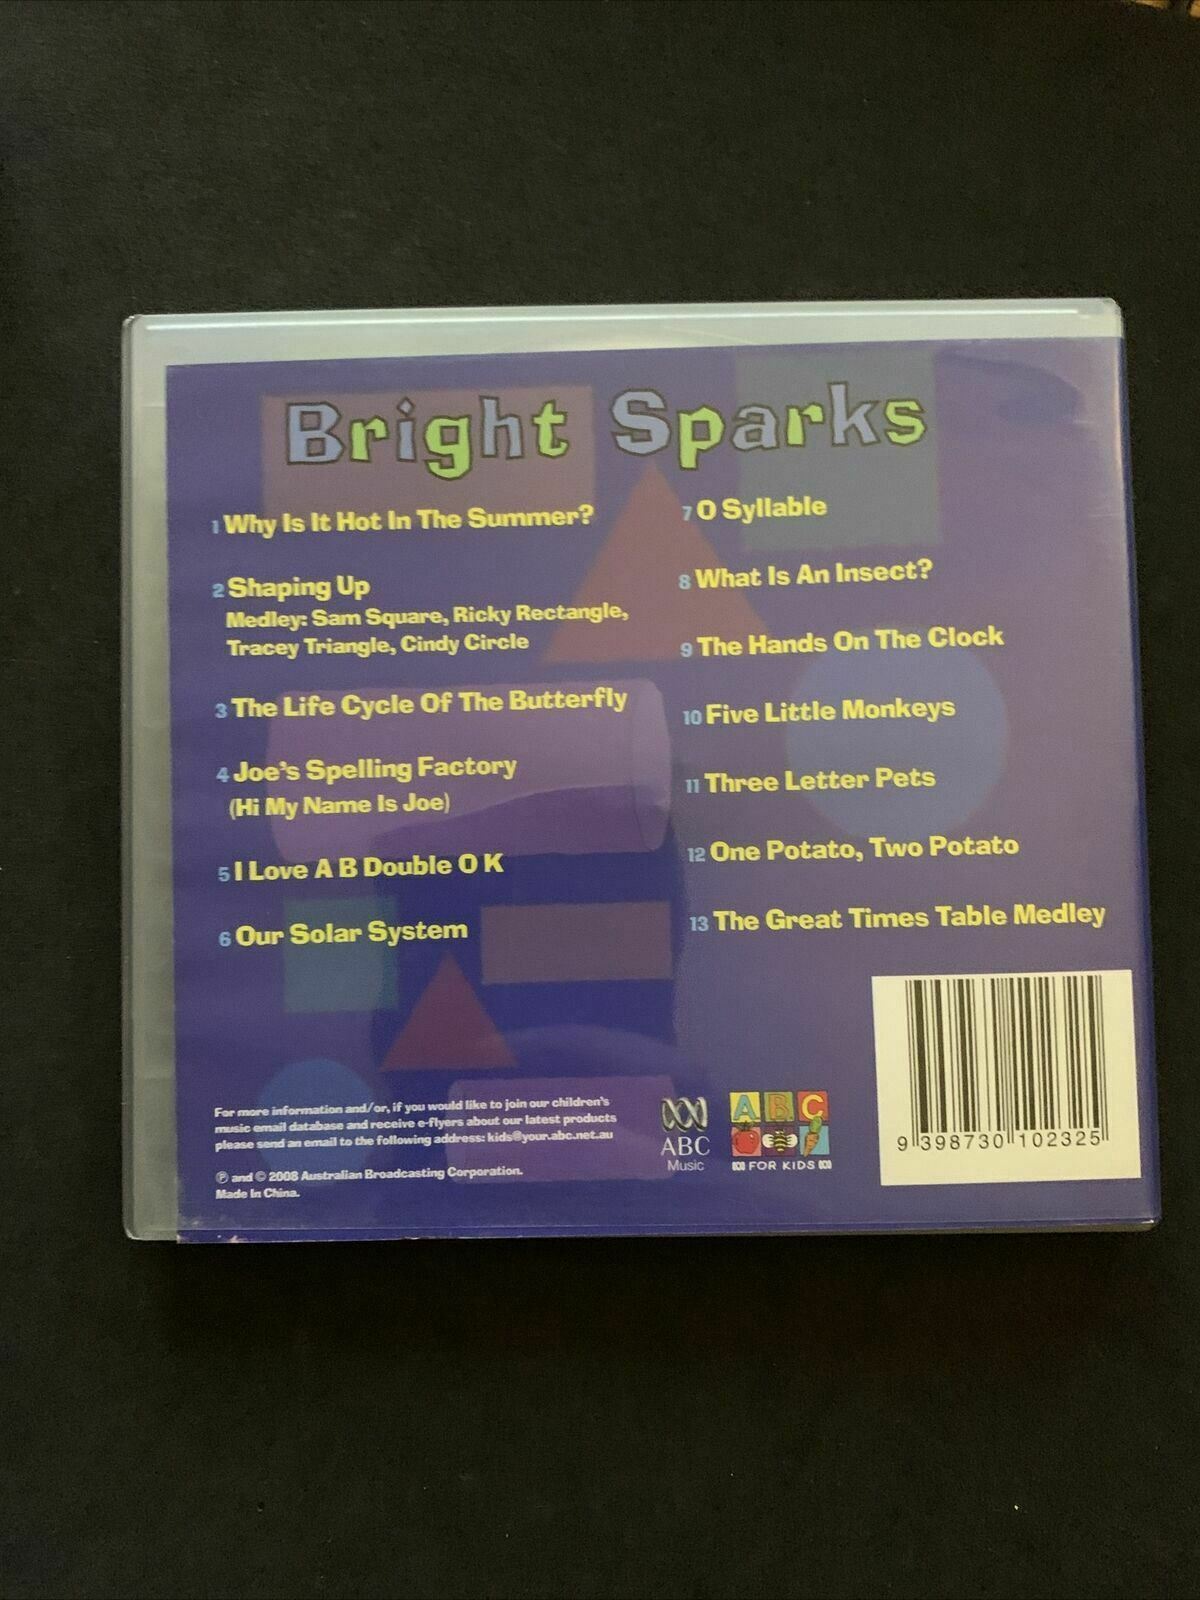 Bright Sparks
1 Why Is It Hot In The Summer?
2 Shaping Up
Medley: Sam Square, Ricky Rectangle,
Tracey Triangle, Cindy Circle
3 The Life Cycle Of The Butterfly
4 Joe's Spelling Factory
(Hi My Name Is Joe)
5 I Love A B Double O K
6 Our Solar System
7 O Syllable
8 What Is An Insect?
9 The Hands On The Clock
10 Five Little Monkeys
11 Three Letter Pets
12 One Potato, Two Potato
13 The Great Times Table Medley
For more information and/or, if you would like to join our children's
music email database and receive e-flyers about our latest products
please send an email to the following address: kids@your.abc.net.au
℗ and © 2008 Australian Broadcasting Corporation.
Made In China.
ABC
Music
ABC
FOR KIDS
9 398730 102325